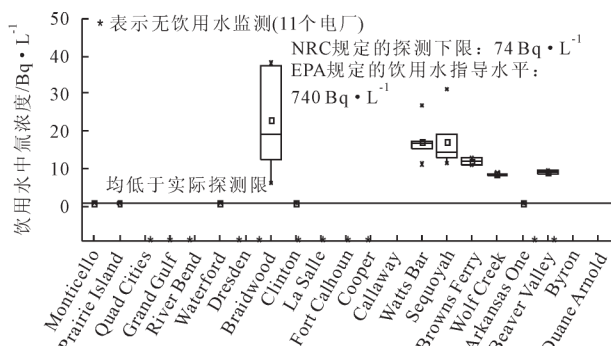 * 表示无饮用水监测(11个电厂)
NRC规定的探测下限：74 Bq·L⁻¹
EPA规定的饮用水指导水平：
740 Bq·L⁻¹
均低于实际探测限
饮用水中氚浓度/Bq·L⁻¹
50
40
30
20
10
0
Monticello
Prairie Island
Quad Cities
Grand Gulf
River Bend
Waterford
Dresden
Braidwood
Clinton
La Salle
Fort Calhoun
Cooper
Callaway
Watts Bar
Sequoyah
Browns Ferry
Wolf Creek
Arkansas One
Beaver Valley
Byron
Duane Arnold